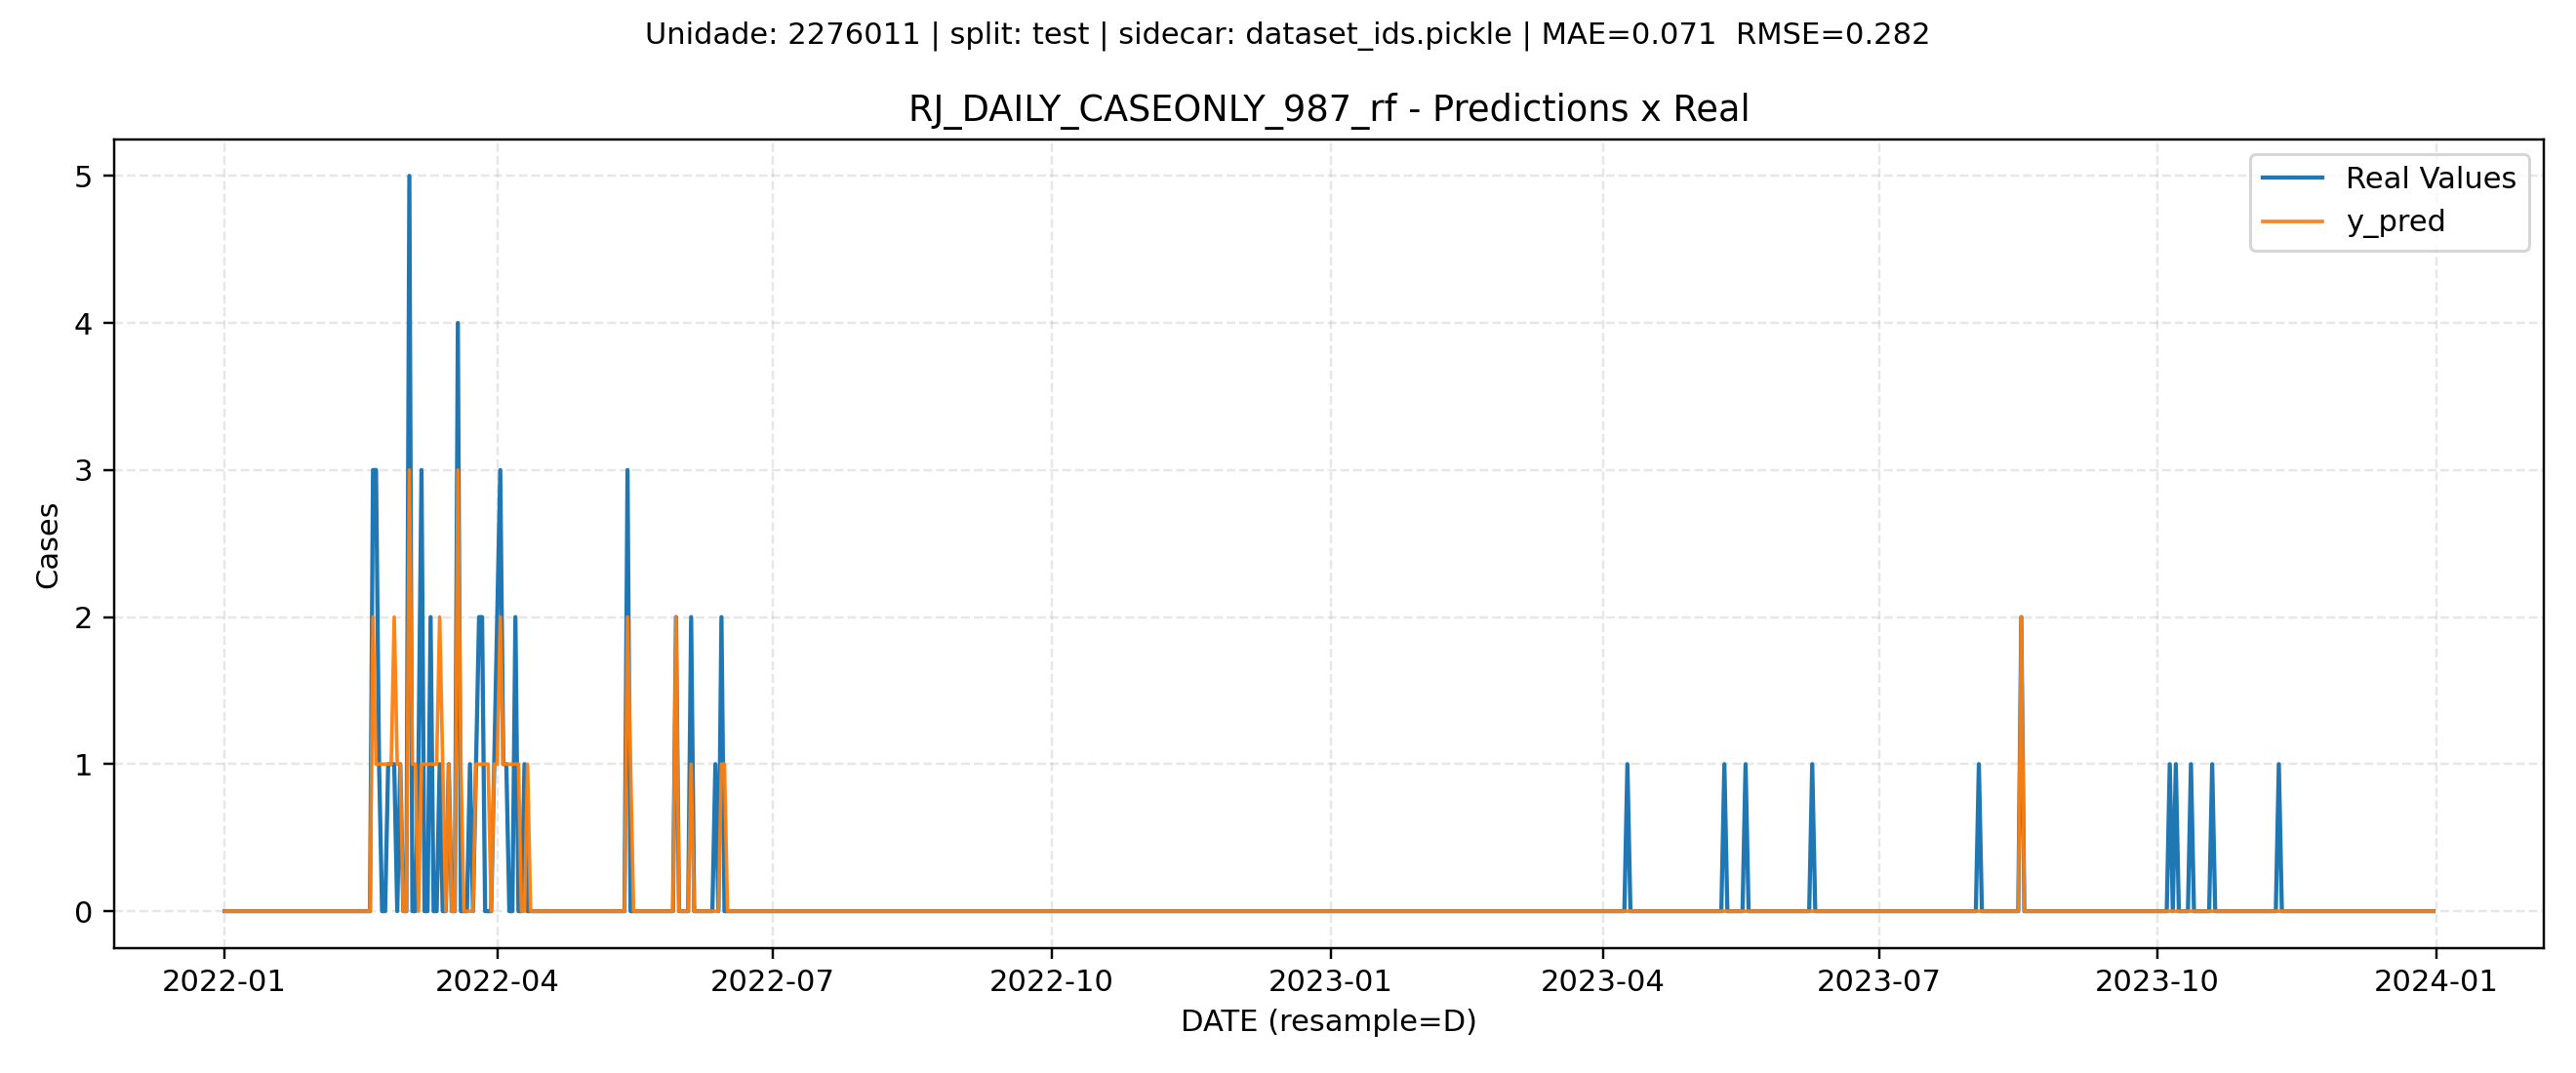 Unidade: 2276011 | split: test | sidecar: dataset_ids.pickle | MAE=0.071  RMSE=0.282
RJ_DAILY_CASEONLY_987_rf - Predictions x Real
Real Values
y_pred
Cases
5
4
3
2
1
0
2022-01 2022-04 2022-07 2022-10 2023-01 2023-04 2023-07 2023-10 2024-01
DATE (resample=D)